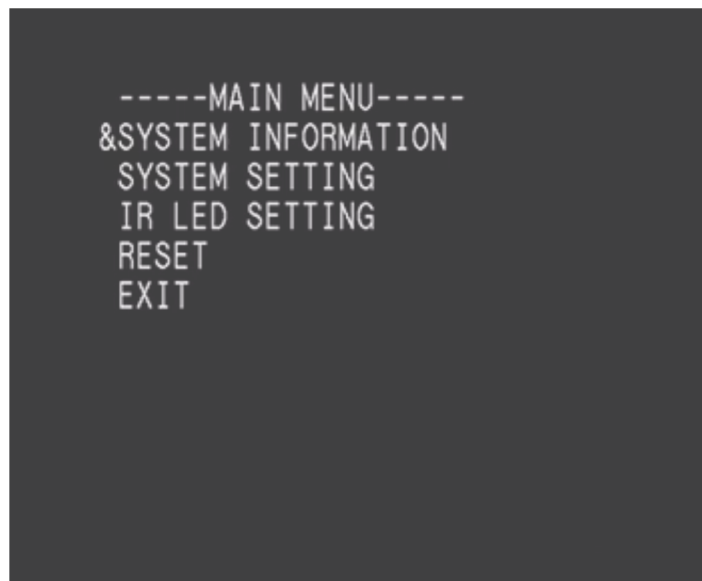 -----MAIN MENU-----
&SYSTEM INFORMATION
SYSTEM SETTING
IR LED SETTING
RESET
EXIT